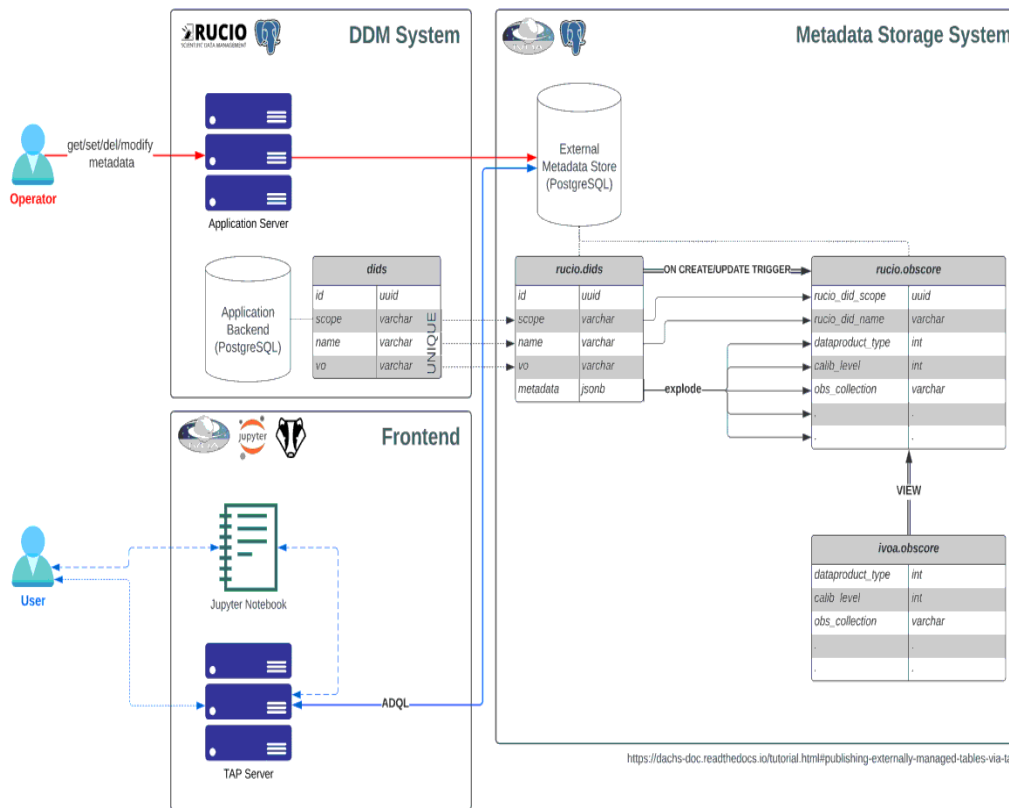 RUCIO
SCIENTIFIC DATA MANAGEMENT
DDM System
Metadata Storage System
get/set/del/modify
metadata
Operator
Application Server
External
Metadata Store
(PostgreSQL)
Application
Backend
(PostgreSQL)
dids
id uuid
scope varchar
name varchar
vo varchar
UNIQUE
rucio.dids
id uuid
scope varchar
name varchar
vo varchar
metadata jsonb
ON CREATE/UPDATE TRIGGER
explode
rucio.obscore
rucio_did_scope uuid
rucio_did_name varchar
dataproduct_type int
calib_level int
obs_collection varchar
. .
. .
VIEW
ivoa.obscore
dataproduct_type int
calib_level int
obs_collection varchar
. .
. .
jupyter
Frontend
Jupyter Notebook
User
ADQL
TAP Server
https://dachs-doc.readthedocs.io/tutorial.html#publishing-externally-managed-tables-via-ta